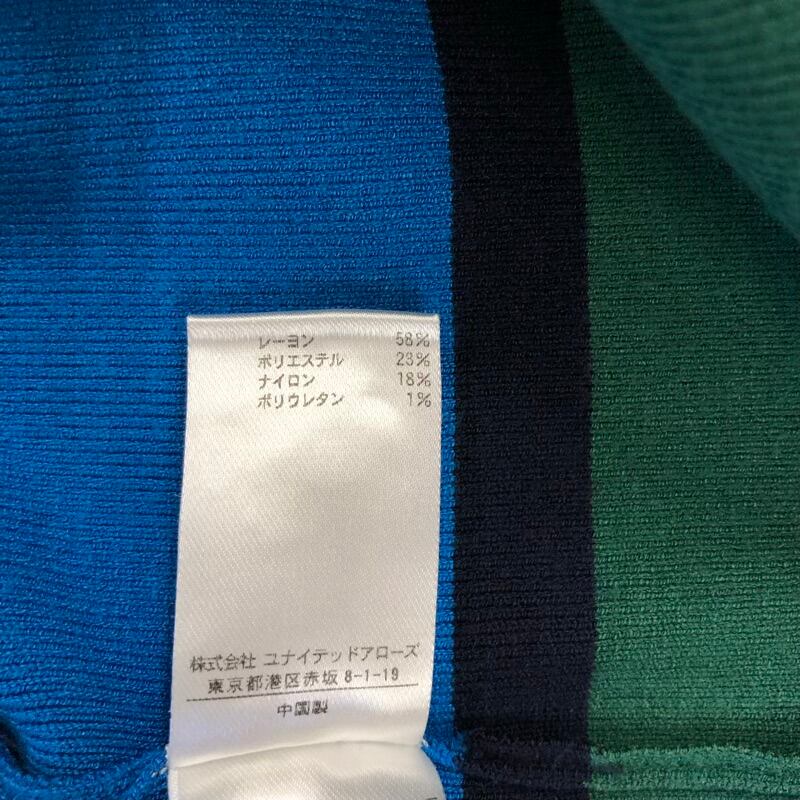 レーヨン 58%
ポリエステル 23%
ナイロン 18%
ポリウレタン 1%
株式会社 ユナイテッドアローズ
東京都港区赤坂 8-1-19
中国製